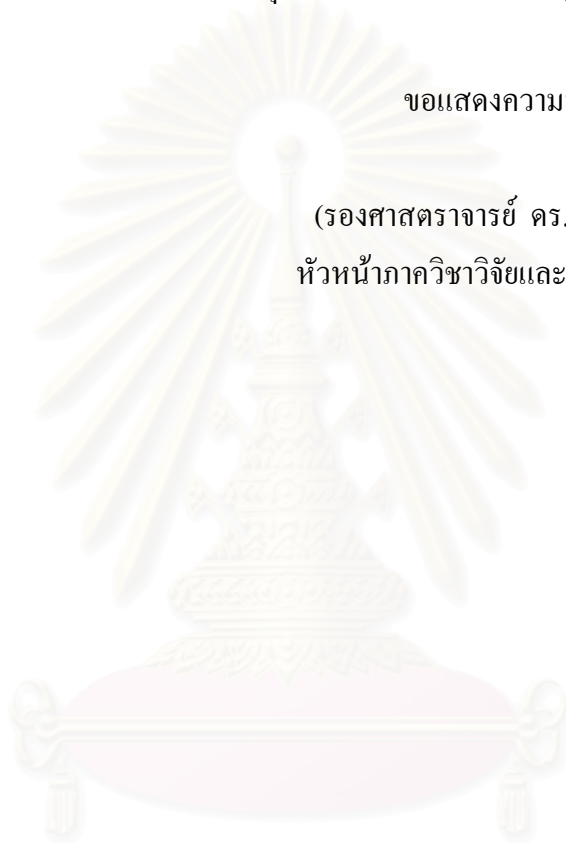 ขอแสดงความ
(รองศาสตราจารย์ ดร.
หัวหน้าภาควิชาวิจัยและ